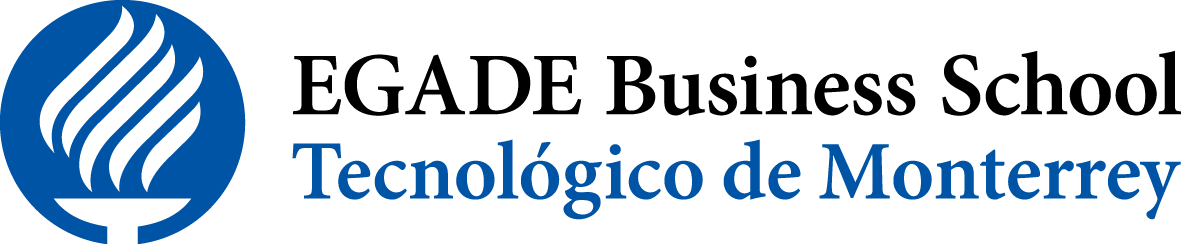 EGADE Business School
Tecnológico de Monterrey